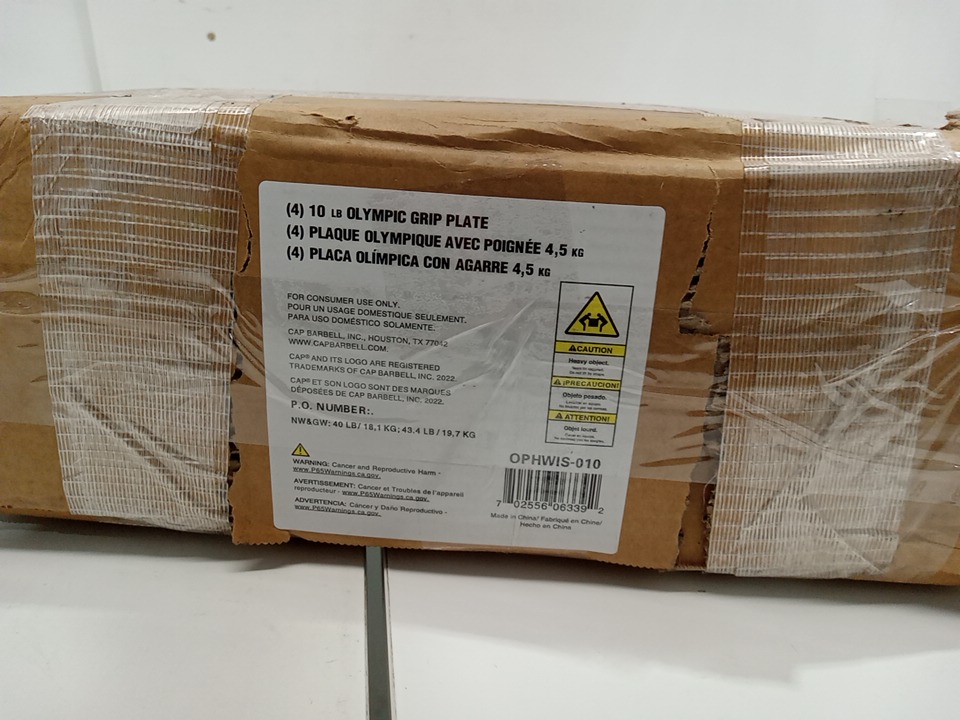 (4) 10 LB OLYMPIC GRIP PLATE
(4) PLAQUE OLYMPIQUE AVEC POIGNÉE 4,5 KG
(4) PLACA OLÍMPICA CON AGARRE 4,5 KG
FOR CONSUMER USE ONLY.
POUR UN USAGE DOMESTIQUE SEULEMENT.
PARA USO DOMÉSTICO SOLAMENTE.
CAP BARBELL, INC., HOUSTON, TX 77042
WWW.CAPBARBELL.COM.
CAP® AND ITS LOGO ARE REGISTERED
TRADEMARKS OF CAP BARBELL, INC. 2022.
CAP® ET SON LOGO SONT DES MARQUES
DÉPOSÉES DE CAP BARBELL, INC. 2022.
P.O. NUMBER:.
NW&GW: 40 LB/ 18,1 KG; 43.4 LB / 19,7 KG
WARNING: Cancer and Reproductive Harm -
www.P65Warnings.ca.gov.
AVERTISSEMENT: Cancer et Troubles de l'appareil
reproducteur - www.P65Warnings.ca.gov.
ADVERTENCIA: Cáncer y Daño Reproductivo -
www.P65Warnings.ca.gov.
CAUTION
Heavy object.
¡PRECAUCION!
Objeto pesado.
ATTENTION!
Objet lourd.
OPHWIS-010
7 02556 06339 2
Made in China/ Fabriqué en Chine/
Hecho en China